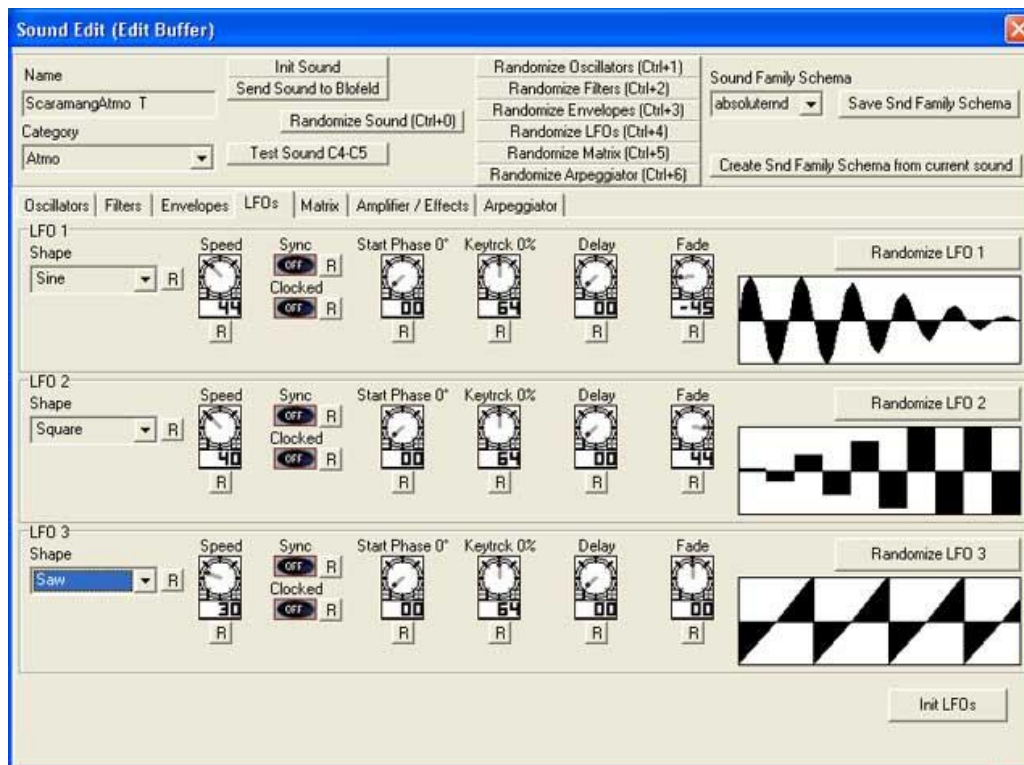 Sound Edit (Edit Buffer)
Name
ScaramangAtmo T
Category
Atmo
Init Sound
Send Sound to Blofeld
Randomize Sound (Ctrl+0)
Test Sound C4-C5
Randomize Oscillators (Ctrl+1)
Randomize Filters (Ctrl+2)
Randomize Envelopes (Ctrl+3)
Randomize LFOs (Ctrl+4)
Randomize Matrix (Ctrl+5)
Randomize Arpeggiator (Ctrl+6)
Sound Family Schema
absoluternd
Save Snd Family Schema
Create Snd Family Schema from current sound
Oscillators Filters Envelopes LFOs Matrix Amplifier / Effects Arpeggiator
LFO 1
Shape Speed Sync Start Phase 0° Keytrck 0% Delay Fade Randomize LFO 1
Sine R OFF R
Clocked
44 OFF R 00 64 00 -45
R R R R R
LFO 2
Shape Speed Sync Start Phase 0° Keytrck 0% Delay Fade Randomize LFO 2
Square R OFF R
Clocked
40 OFF R 00 64 00 44
R R R R R
LFO 3
Shape Speed Sync Start Phase 0° Keytrck 0% Delay Fade Randomize LFO 3
Saw R OFF R
Clocked
30 OFF R 00 64 00 00
R R R R R
Init LFOs